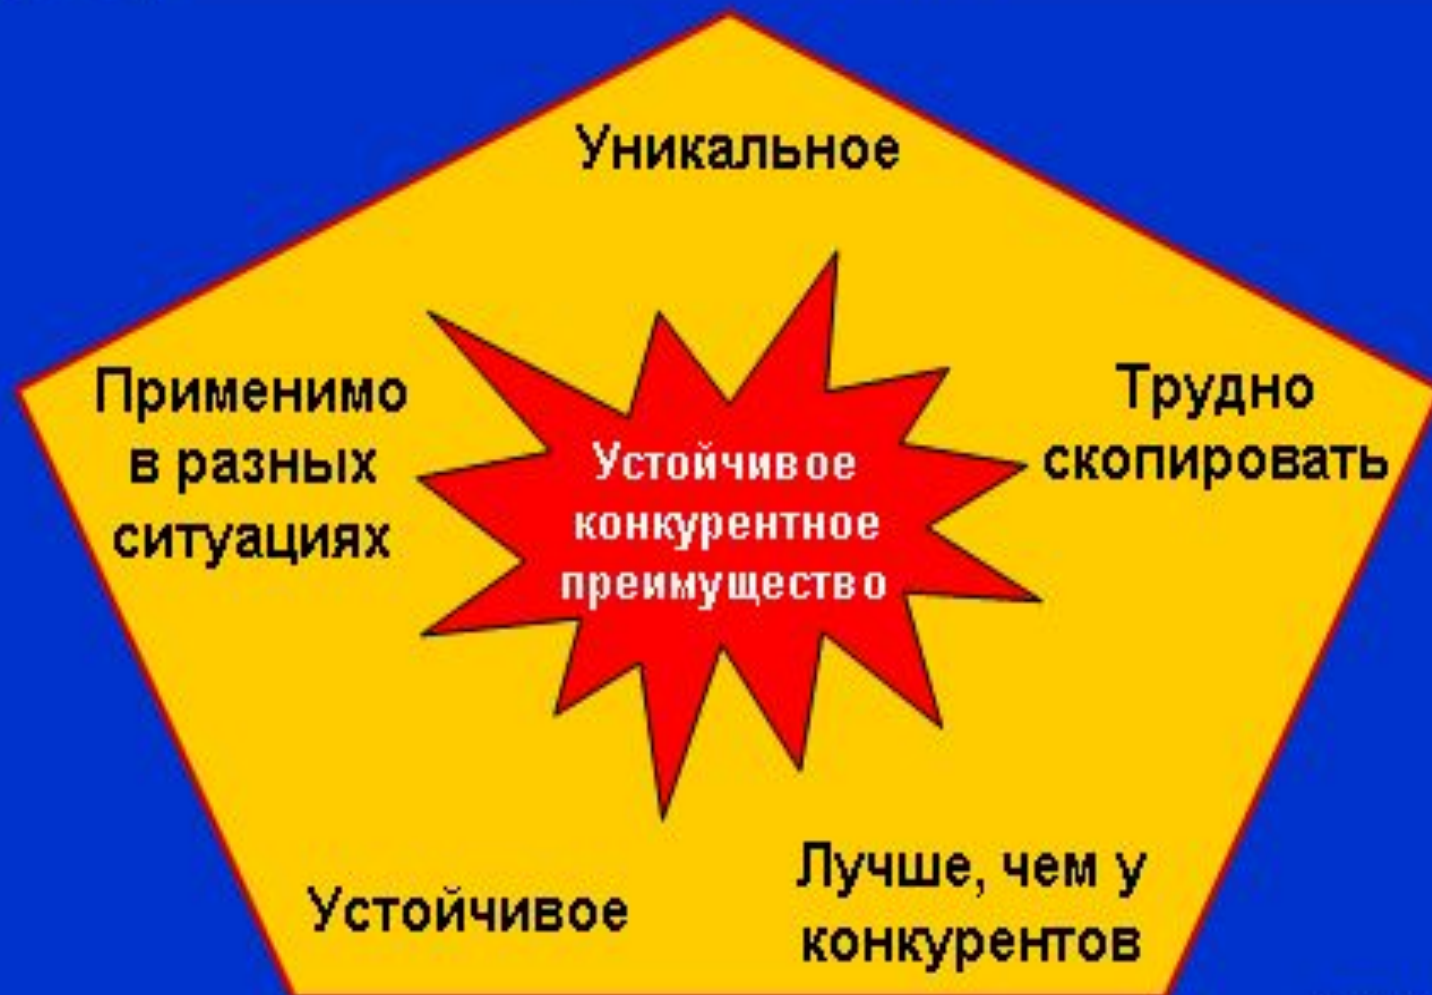 Уникальное
Применимо
в разных
ситуациях
Устойчивое
конкурентное
преимущество
Трудно
скопировать
Устойчивое
Лучше, чем у
конкурентов